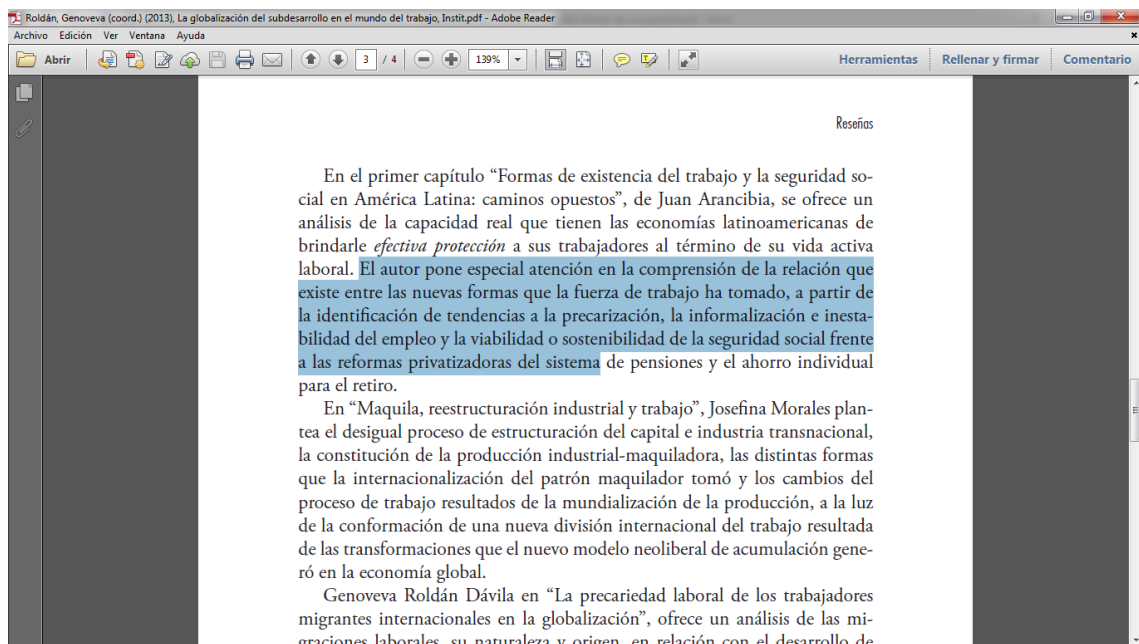 Roldán, Genoveva (coord.) (2013), La globalización del subdesarrollo en el mundo del trabajo, Instit.pdf - Adobe Reader
Archivo Edición Ver Ventana Ayuda
Abrir 3 / 4 139% Herramientas Rellenar y firmar Comentario
Reseñas
En el primer capítulo “Formas de existencia del trabajo y la seguridad so-
cial en América Latina: caminos opuestos”, de Juan Arancibia, se ofrece un
análisis de la capacidad real que tienen las economías latinoamericanas de
brindarle efectiva protección a sus trabajadores al término de su vida activa
laboral. El autor pone especial atención en la comprensión de la relación que
existe entre las nuevas formas que la fuerza de trabajo ha tomado, a partir de
la identificación de tendencias a la precarización, la informalización e inesta-
bilidad del empleo y la viabilidad o sostenibilidad de la seguridad social frente
a las reformas privatizadoras del sistema de pensiones y el ahorro individual
para el retiro.
En “Maquila, reestructuración industrial y trabajo”, Josefina Morales plan-
tea el desigual proceso de estructuración del capital e industria transnacional,
la constitución de la producción industrial-maquiladora, las distintas formas
que la internacionalización del patrón maquilador tomó y los cambios del
proceso de trabajo resultados de la mundialización de la producción, a la luz
de la conformación de una nueva división internacional del trabajo resultada
de las transformaciones que el nuevo modelo neoliberal de acumulación gene-
ró en la economía global.
Genoveva Roldán Dávila en “La precariedad laboral de los trabajadores
migrantes internacionales en la globalización”, ofrece un análisis de las mi-
graciones laborales, su naturaleza y origen, en relación con el desarrollo de